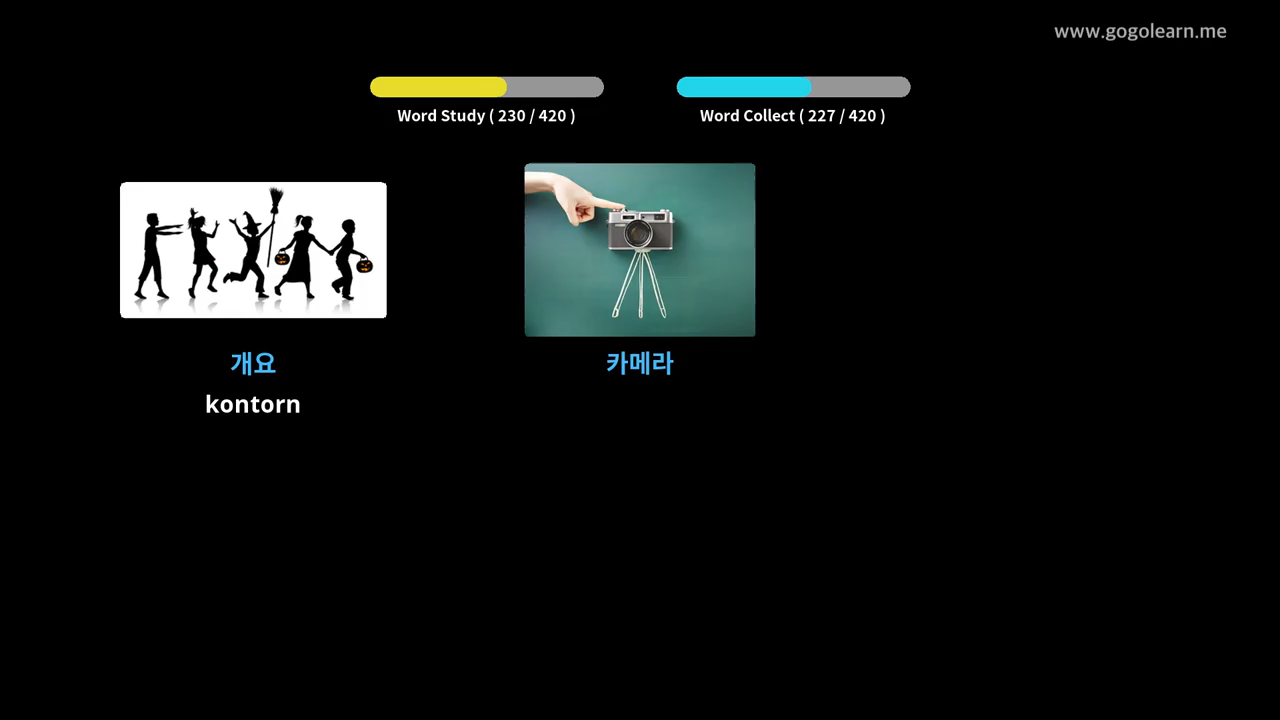 www.gogolearn.me
Word Study ( 230 / 420 )
Word Collect ( 227 / 420 )
개요
카메라
kontorn